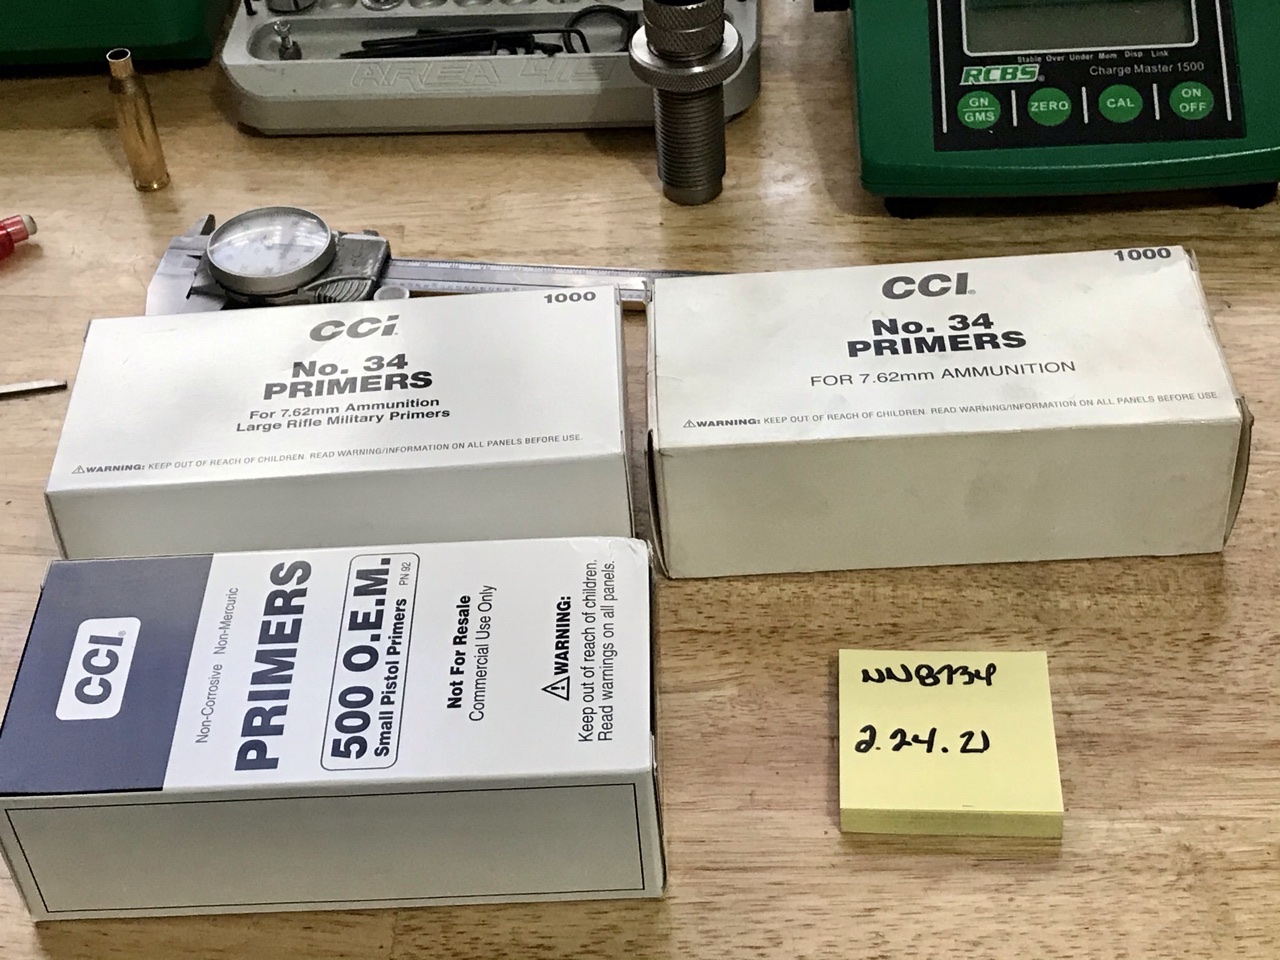 AREA 419
Stable Over Under Mem Disp Link
RCBS®
Charge Master 1500
GN
GMS
ZERO
CAL
ON
OFF
1000
CCI®
No. 34
PRIMERS
For 7.62mm Ammunition
Large Rifle Military Primers
⚠WARNING: KEEP OUT OF REACH OF CHILDREN. READ WARNING/INFORMATION ON ALL PANELS BEFORE USE.
1000
CCI®
No. 34
PRIMERS
FOR 7.62mm AMMUNITION
⚠WARNING: KEEP OUT OF REACH OF CHILDREN. READ WARNING/INFORMATION ON ALL PANELS BEFORE USE.
CCI®
Non-Corrosive Non-Mercuric
PRIMERS
500 O.E.M.
Small Pistol Primers PN 92
Not For Resale
Commercial Use Only
⚠WARNING:
Keep out of reach of children.
Read warnings on all panels.
NN8734
2.24.21